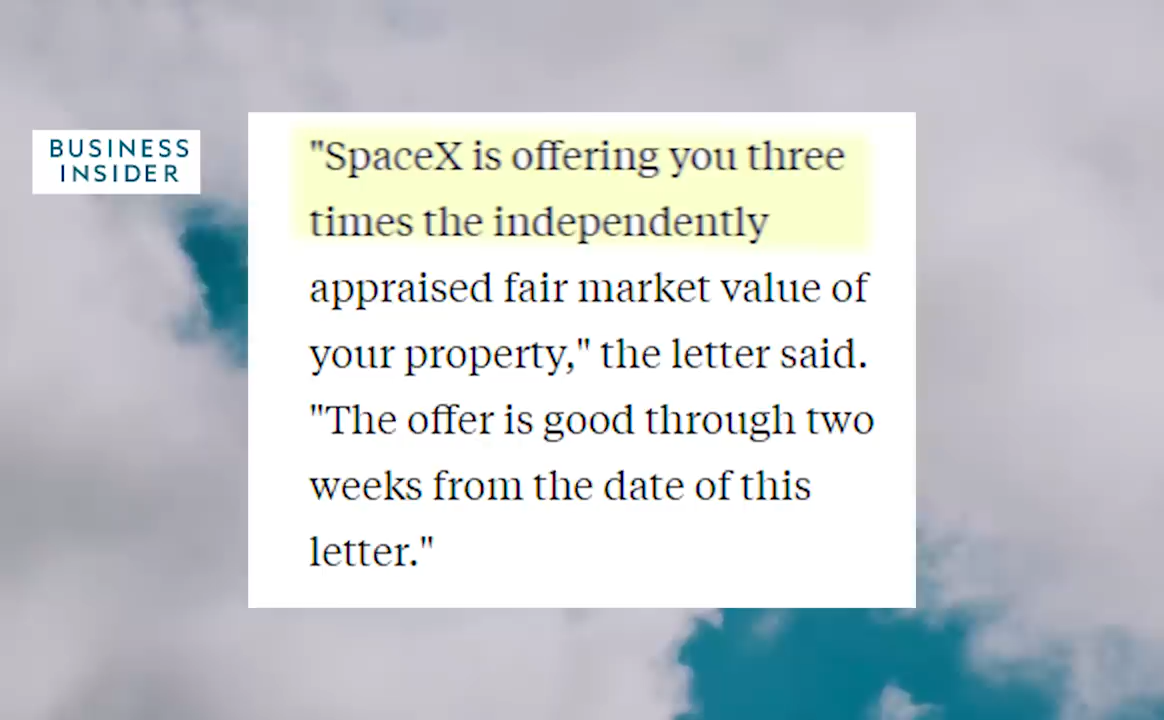 BUSINESS
INSIDER
"SpaceX is offering you three
times the independently
appraised fair market value of
your property," the letter said.
"The offer is good through two
weeks from the date of this
letter."